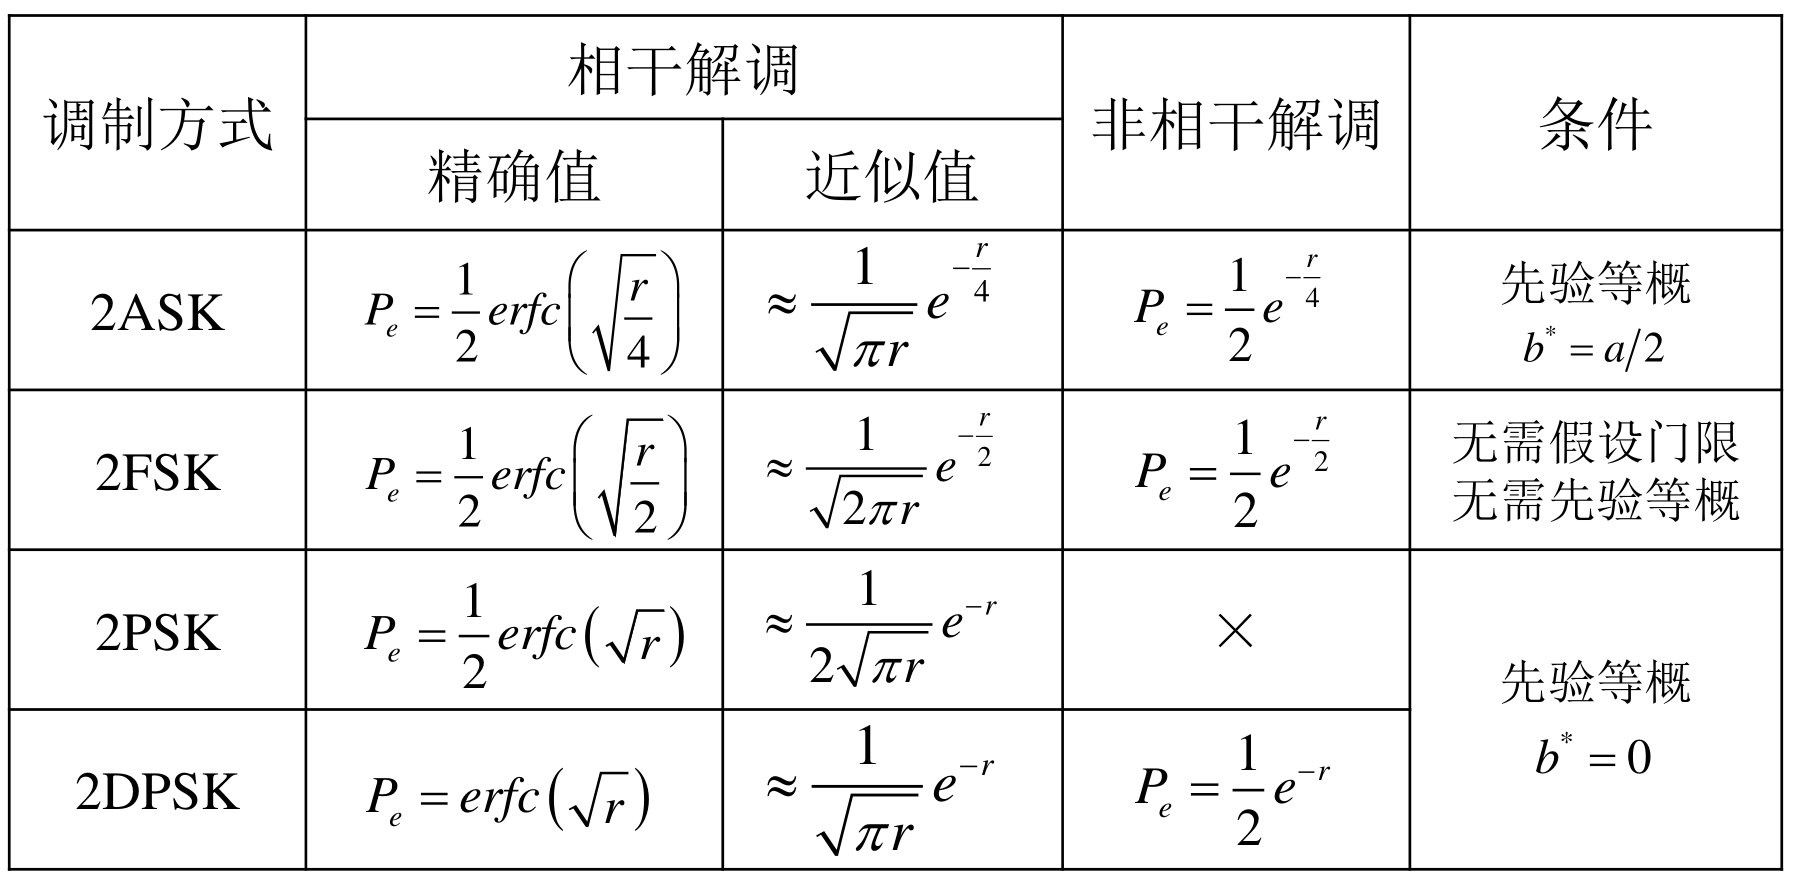 调制方式 相干解调 非相干解调 条件
精确值 近似值
2ASK $P_e = \frac{1}{2} erfc\left(\sqrt{\frac{r}{4}}\right)$ $\approx \frac{1}{\sqrt{\pi r}} e^{-\frac{r}{4}}$ $P_e = \frac{1}{2} e^{-\frac{r}{4}}$ 先验等概
$b^* = a/2$
2FSK $P_e = \frac{1}{2} erfc\left(\sqrt{\frac{r}{2}}\right)$ $\approx \frac{1}{\sqrt{2\pi r}} e^{-\frac{r}{2}}$ $P_e = \frac{1}{2} e^{-\frac{r}{2}}$ 无需假设门限
无需先验等概
2PSK $P_e = \frac{1}{2} erfc\left(\sqrt{r}\right)$ $\approx \frac{1}{2\sqrt{\pi r}} e^{-r}$ × 先验等概
$b^* = 0$
2DPSK $P_e = erfc\left(\sqrt{r}\right)$ $\approx \frac{1}{\sqrt{\pi r}} e^{-r}$ $P_e = \frac{1}{2} e^{-r}$